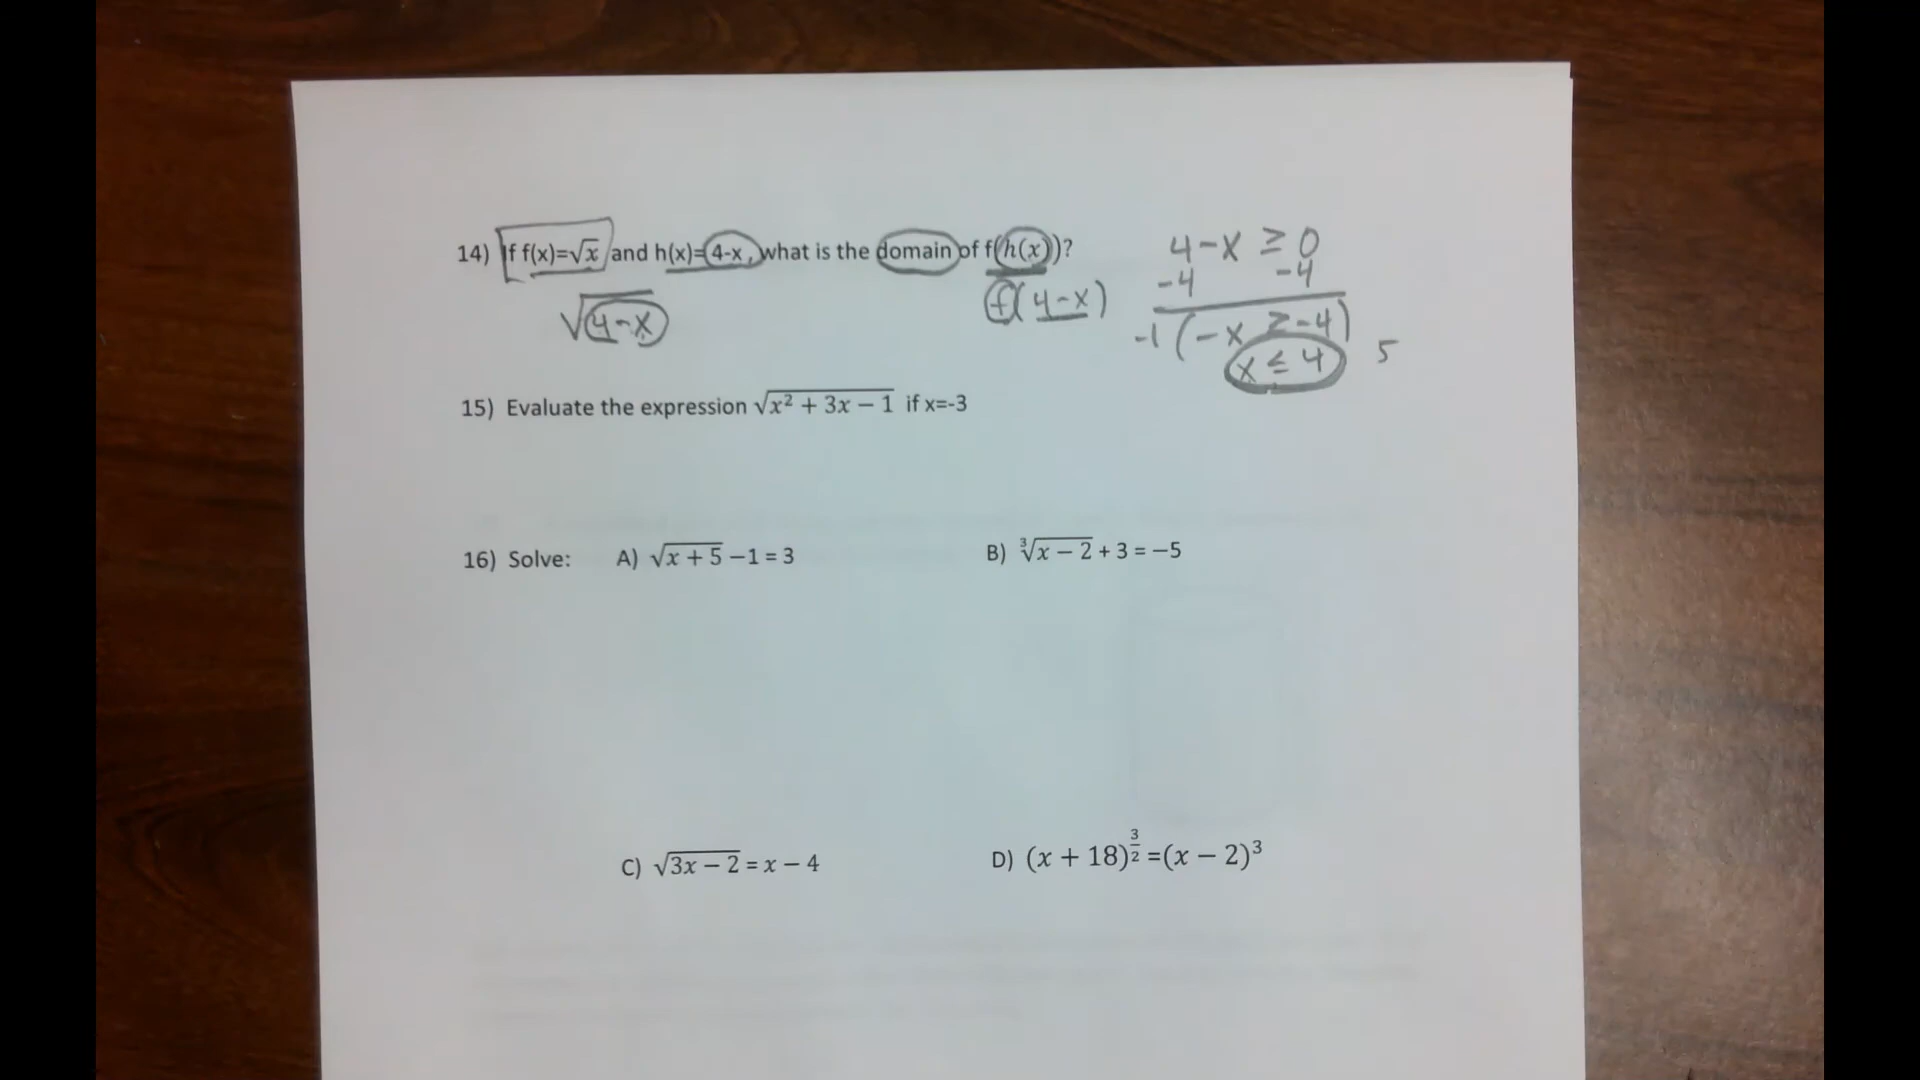 14) If f(x)=√x and h(x)=4-x, what is the domain of f(h(x))?
4-x ≥ 0
-4 -4
√4-x
f(4-x)
-1(-x ≥ -4)
x ≤ 4 5
15) Evaluate the expression √x² + 3x − 1 if x=-3
16) Solve: A) √x + 5 −1 = 3 B) ³√x − 2 + 3 = −5
C) √3x − 2 = x − 4 D) (x + 18)^(3/2) =(x − 2)³